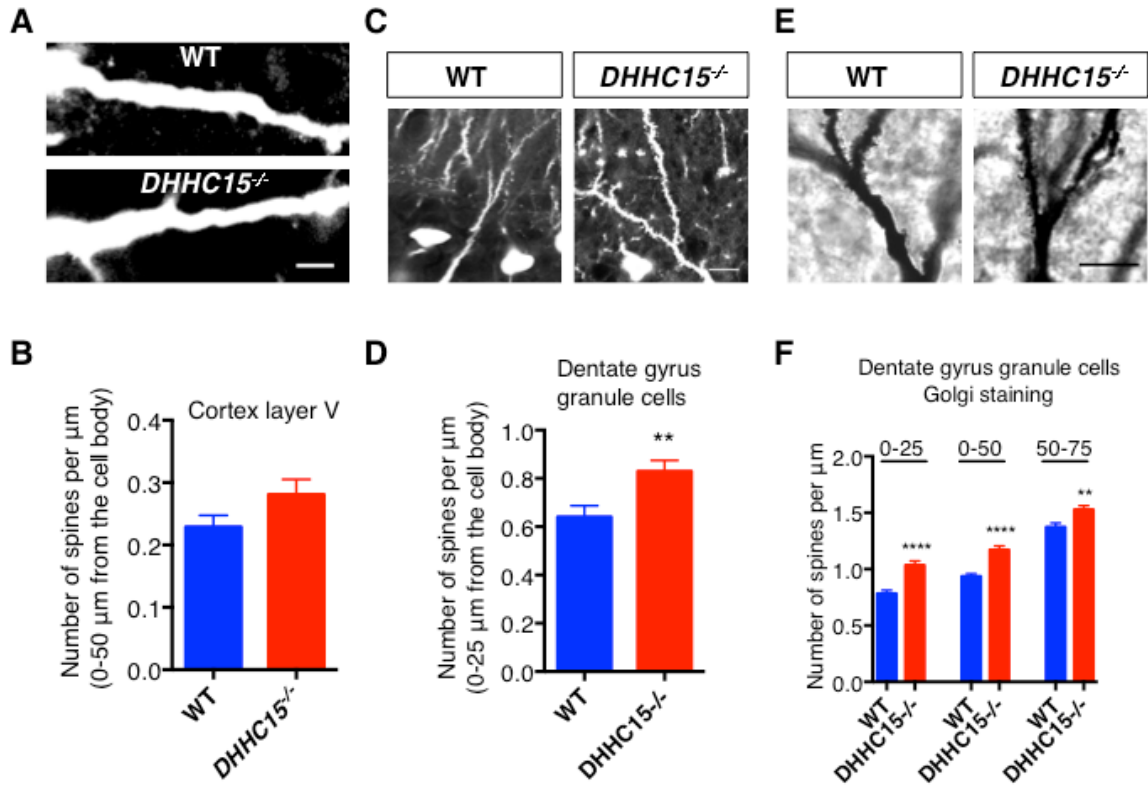 A
WT
DHHC15-/-
C
WT
DHHC15-/-
E
WT
DHHC15-/-
B
Cortex layer V
Number of spines per µm
(0-50 µm from the cell body)
0.4
0.3
0.2
0.1
0.0
WT
DHHC15-/-
D
Dentate gyrus
granule cells
Number of spines per µm
(0-25 µm from the cell body)
**
1.0
0.8
0.6
0.4
0.2
0.0
WT
DHHC15-/-
F
Dentate gyrus granule cells
Golgi staining
Number of spines per µm
0-25
0-50
50-75
2.0
1.5
1.0
0.5
0.0
****
****
**
WT
DHHC15-/-
WT
DHHC15-/-
WT
DHHC15-/-